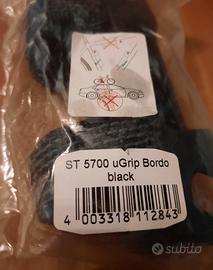 ST 5700 uGrip Bordo
black
4 003318 112843
subito